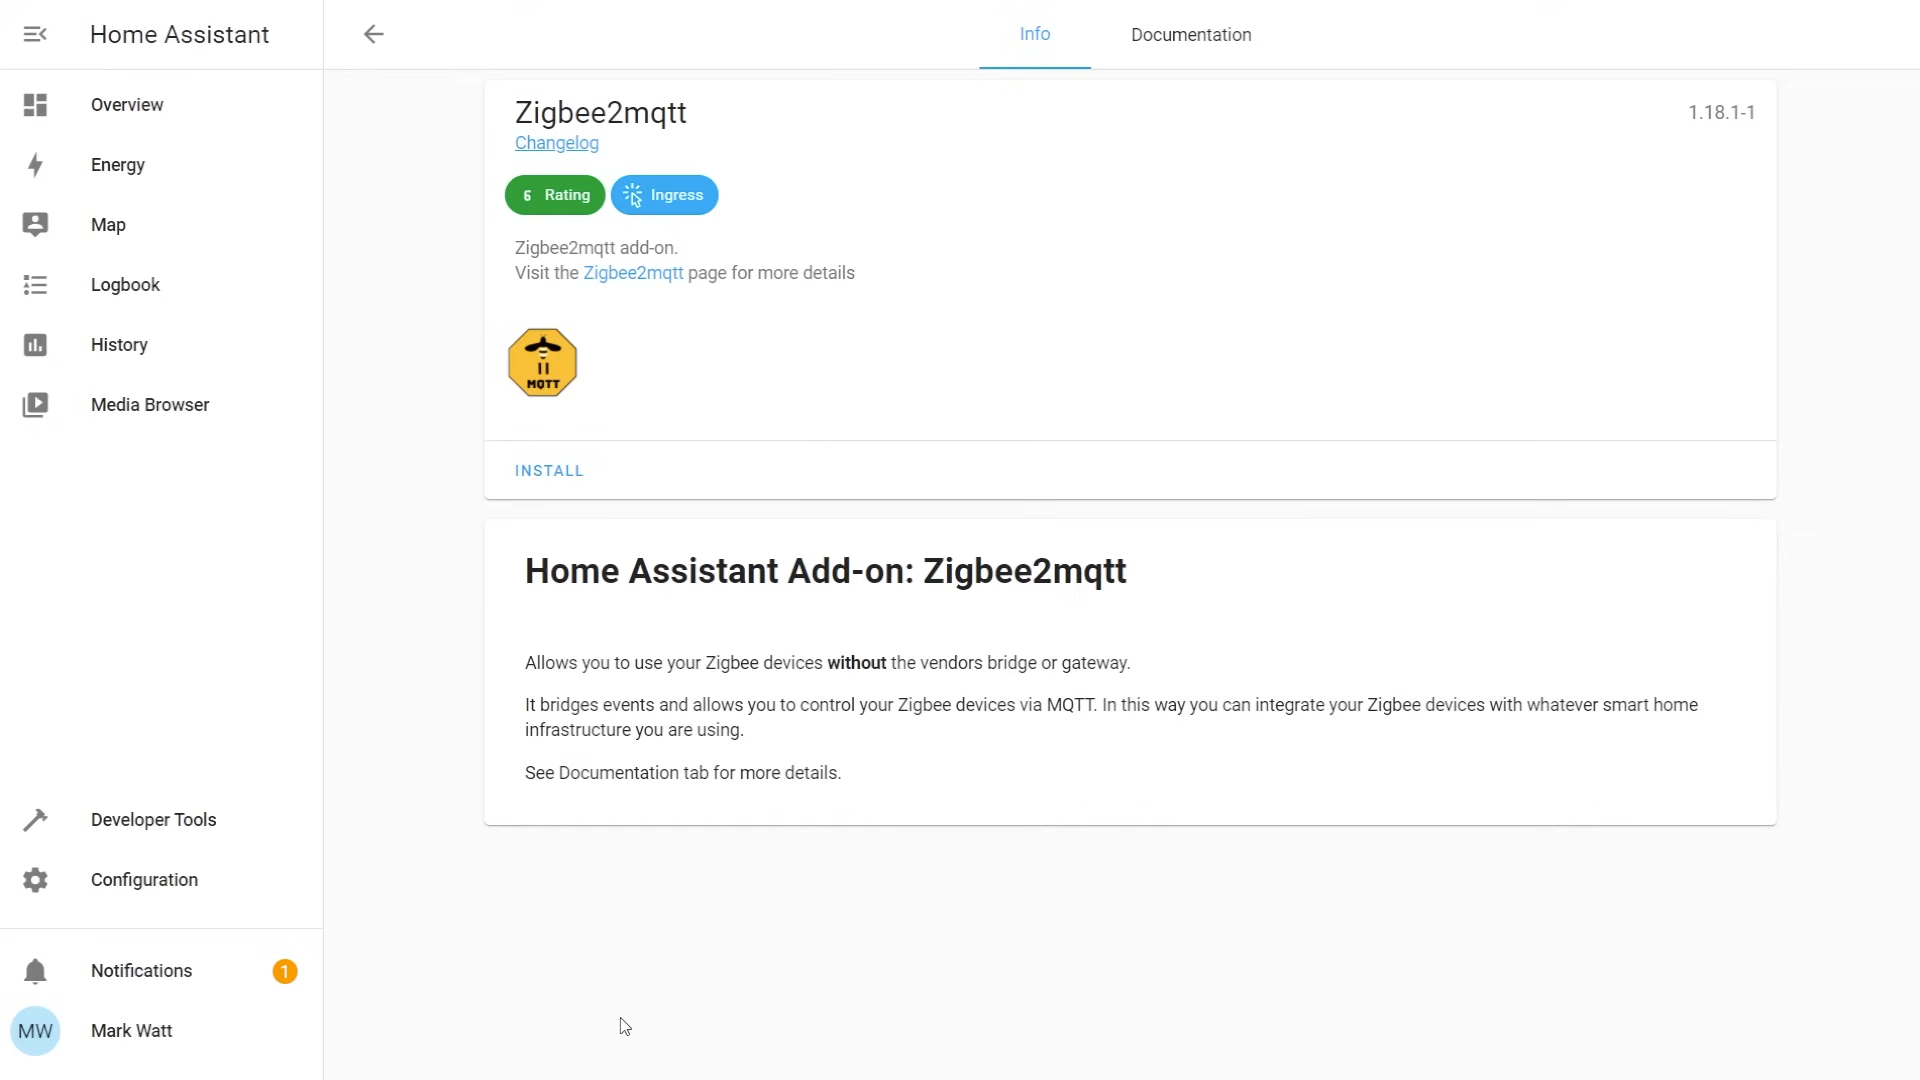 Home Assistant
Info
Documentation
Overview
Energy
Map
Logbook
History
Media Browser
Developer Tools
Configuration
Notifications
1
MW
Mark Watt
Zigbee2mqtt
1.18.1-1
Changelog
6 Rating
Ingress
Zigbee2mqtt add-on.
Visit the Zigbee2mqtt page for more details
MQTT
INSTALL
Home Assistant Add-on: Zigbee2mqtt
Allows you to use your Zigbee devices without the vendors bridge or gateway.
It bridges events and allows you to control your Zigbee devices via MQTT. In this way you can integrate your Zigbee devices with whatever smart home
infrastructure you are using.
See Documentation tab for more details.